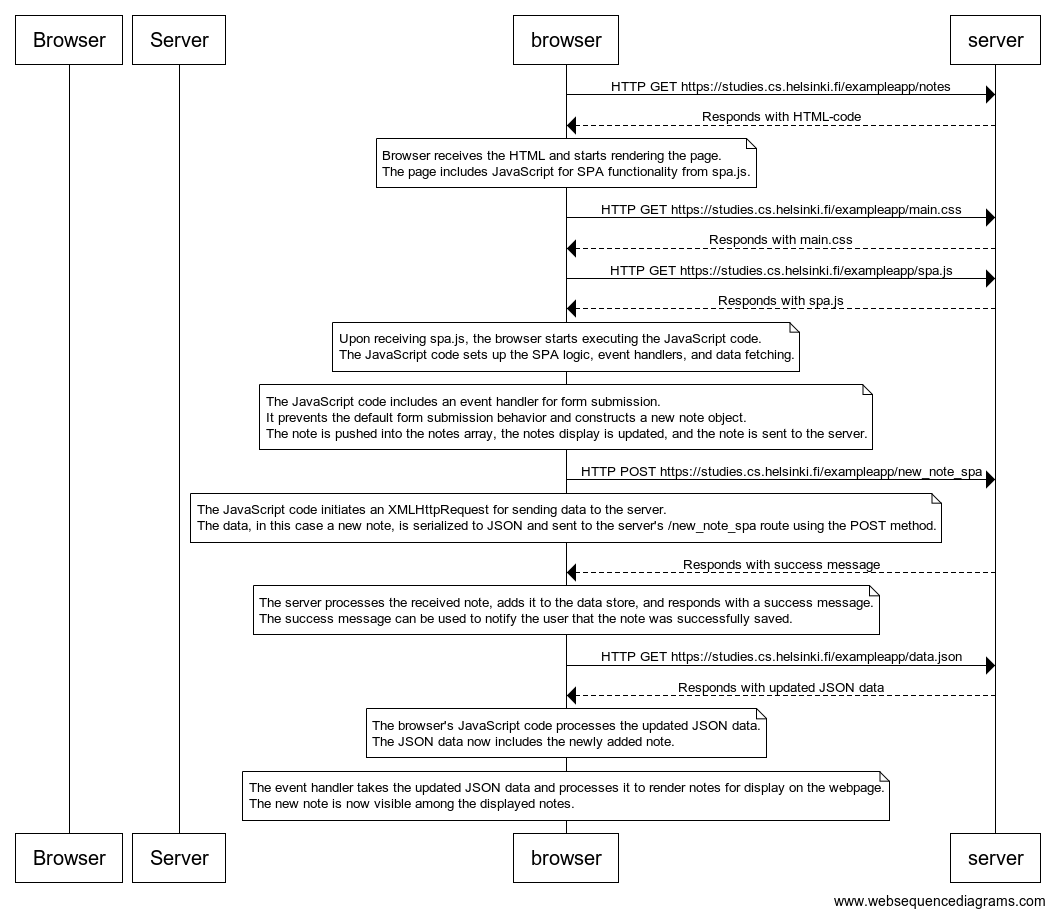 Browser
Server
browser
server
HTTP GET https://studies.cs.helsinki.fi/exampleapp/notes
Responds with HTML-code
Browser receives the HTML and starts rendering the page.
The page includes JavaScript for SPA functionality from spa.js.
HTTP GET https://studies.cs.helsinki.fi/exampleapp/main.css
Responds with main.css
HTTP GET https://studies.cs.helsinki.fi/exampleapp/spa.js
Responds with spa.js
Upon receiving spa.js, the browser starts executing the JavaScript code.
The JavaScript code sets up the SPA logic, event handlers, and data fetching.
The JavaScript code includes an event handler for form submission.
It prevents the default form submission behavior and constructs a new note object.
The note is pushed into the notes array, the notes display is updated, and the note is sent to the server.
HTTP POST https://studies.cs.helsinki.fi/exampleapp/new_note_spa
The JavaScript code initiates an XMLHttpRequest for sending data to the server.
The data, in this case a new note, is serialized to JSON and sent to the server's /new_note_spa route using the POST method.
Responds with success message
The server processes the received note, adds it to the data store, and responds with a success message.
The success message can be used to notify the user that the note was successfully saved.
HTTP GET https://studies.cs.helsinki.fi/exampleapp/data.json
Responds with updated JSON data
The browser's JavaScript code processes the updated JSON data.
The JSON data now includes the newly added note.
The event handler takes the updated JSON data and processes it to render notes for display on the webpage.
The new note is now visible among the displayed notes.
Browser
Server
browser
server
www.websequencediagrams.com